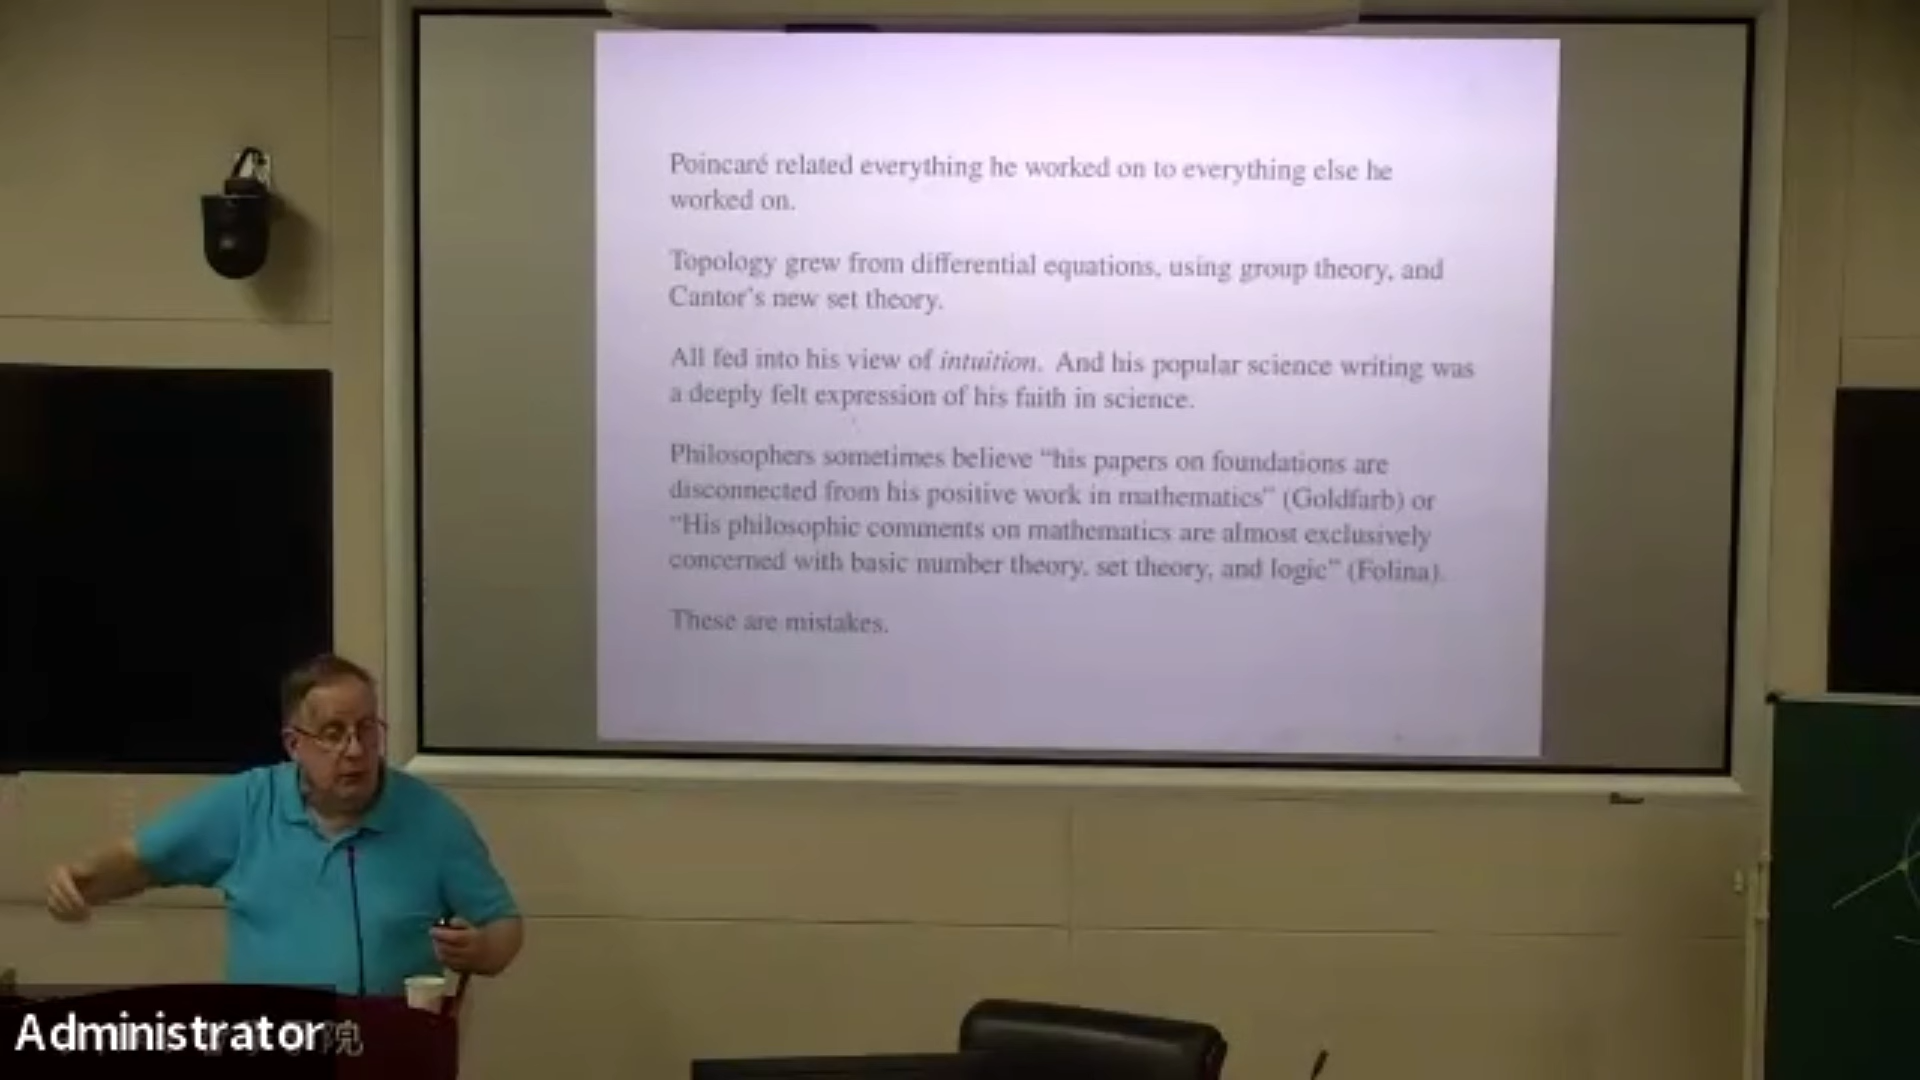 Poincaré related everything he worked on to everything else he
worked on.
Topology grew from differential equations, using group theory, and
Cantor's new set theory.
All fed into his view of intuition. And his popular science writing was
a deeply felt expression of his faith in science.
Philosophers sometimes believe “his papers on foundations are
disconnected from his positive work in mathematics” (Goldfarb) or
“His philosophic comments on mathematics are almost exclusively
concerned with basic number theory, set theory, and logic” (Folina).
These are mistakes.
Administrator
院